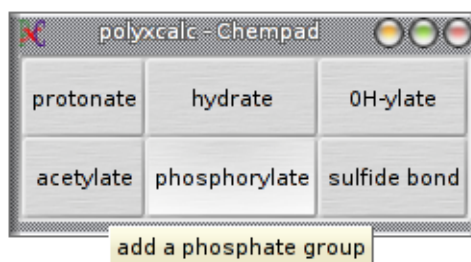 polyxcalc - Chempad
protonate hydrate OH-ylate
acetylate phosphorylate sulfide bond
add a phosphate group